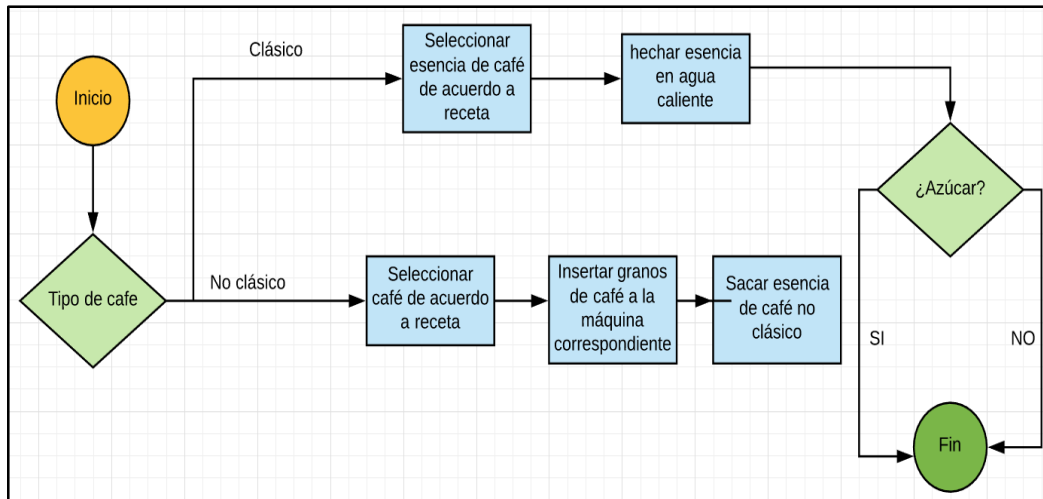 Inicio
Clásico
Seleccionar
esencia de café
de acuerdo a
receta
hechar esencia
en agua
caliente
¿Azúcar?
Tipo de cafe
No clásico
Seleccionar
café de acuerdo
a receta
Insertar granos
de café a la
máquina
correspondiente
Sacar esencia
de café no
clásico
SI
NO
Fin